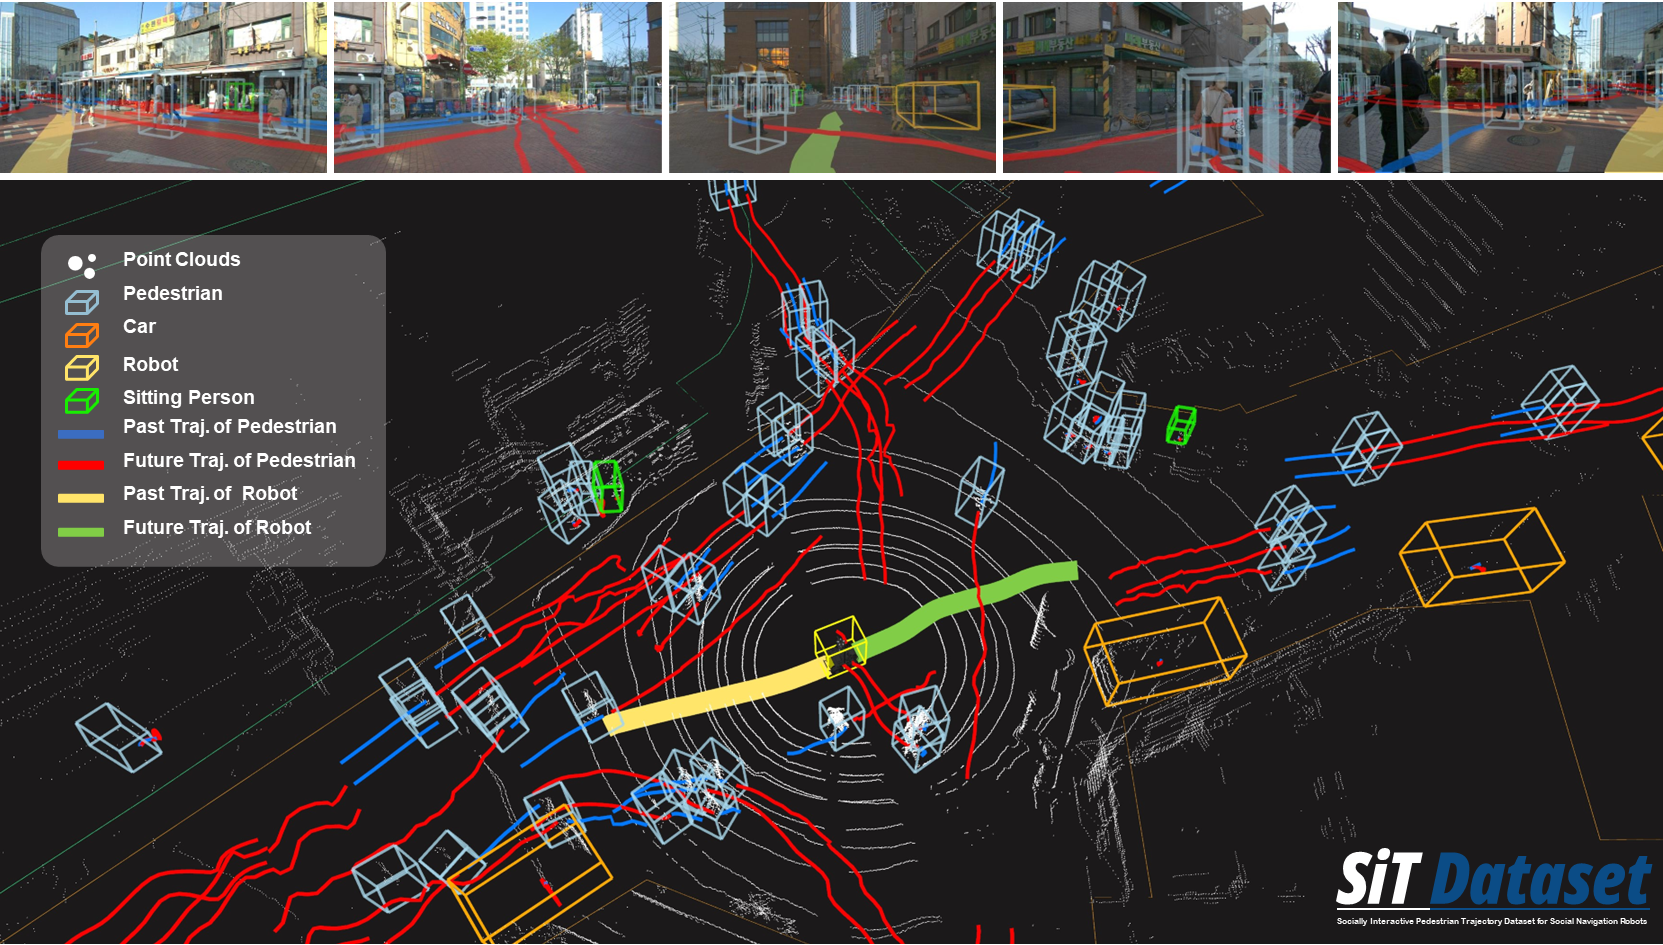 Point Clouds
Pedestrian
Car
Robot
Sitting Person
Past Traj. of Pedestrian
Future Traj. of Pedestrian
Past Traj. of Robot
Future Traj. of Robot
SiT Dataset
Socially Interactive Pedestrian Trajectory Dataset for Social Navigation Robots